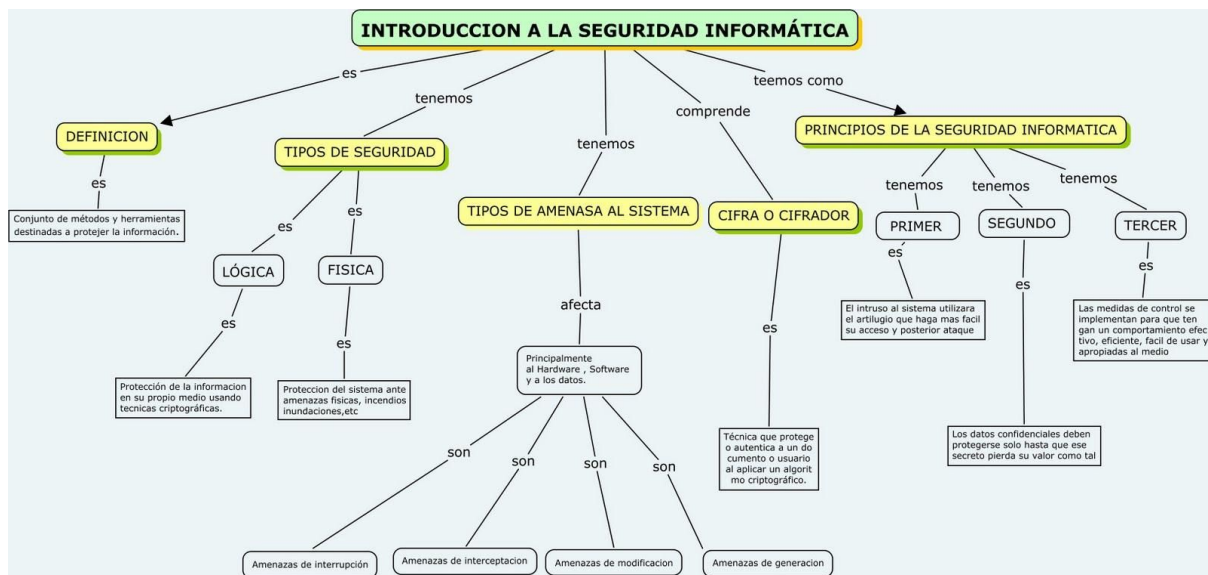 INTRODUCCION A LA SEGURIDAD INFORMÁTICA
es
tenemos
tenemos
comprende
teemos como
DEFINICION
es
Conjunto de métodos y herramientas
destinadas a protejer la información.
TIPOS DE SEGURIDAD
es
LÓGICA
es
Protección de la informacion
en su propio medio usando
tecnicas criptográficas.
es
FISICA
es
Proteccion del sistema ante
amenazas fisicas, incendios
inundaciones,etc
TIPOS DE AMENASA AL SISTEMA
afecta
Principalmente
al Hardware , Software
y a los datos.
son
son
son
son
Amenazas de interrupción
Amenazas de interceptacion
Amenazas de modificacion
Amenazas de generacion
CIFRA O CIFRADOR
es
Técnica que protege
o autentica a un do
cumento o usuario
al aplicar un algorit
mo criptográfico.
PRINCIPIOS DE LA SEGURIDAD INFORMATICA
tenemos
PRIMER
es
El intruso al sistema utilizara
el artilugio que haga mas facil
su acceso y posterior ataque
tenemos
SEGUNDO
es
Los datos confidenciales deben
protegerse solo hasta que ese
secreto pierda su valor como tal
tenemos
TERCER
es
Las medidas de control se
implementan para que ten
gan un comportamiento efec
tivo, eficiente, facil de usar y
apropiadas al medio